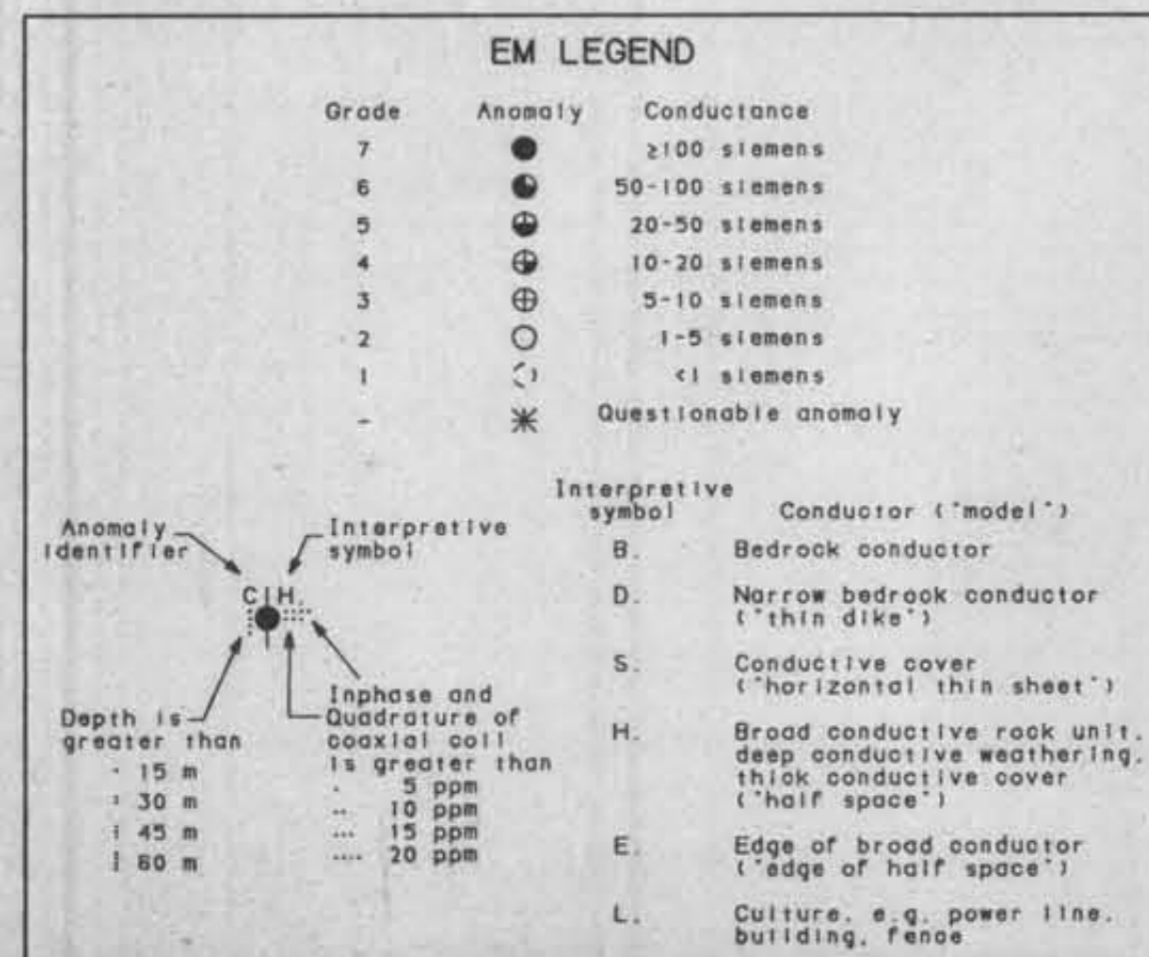 EM LEGEND
Grade Anomaly Conductance
7 ≥100 siemens
6 50-100 siemens
5 20-50 siemens
4 10-20 siemens
3 5-10 siemens
2 1-5 siemens
1 <1 siemens
- Questionable anomaly
Anomaly
identifier
Interpretive
symbol
C H.
Depth is
greater than
· 15 m
: 30 m
⋮ 45 m
⁞ 60 m
Inphase and
Quadrature of
coaxial coil
is greater than
. 5 ppm
.. 10 ppm
... 15 ppm
.... 20 ppm
Interpretive
symbol Conductor ("model")
B. Bedrock conductor
D. Narrow bedrock conductor
("thin dike")
S. Conductive cover
("horizontal thin sheet")
H. Broad conductive rock unit,
deep conductive weathering,
thick conductive cover
("half space")
E. Edge of broad conductor
("edge of half space")
L. Culture, e.g. power line,
building, fence